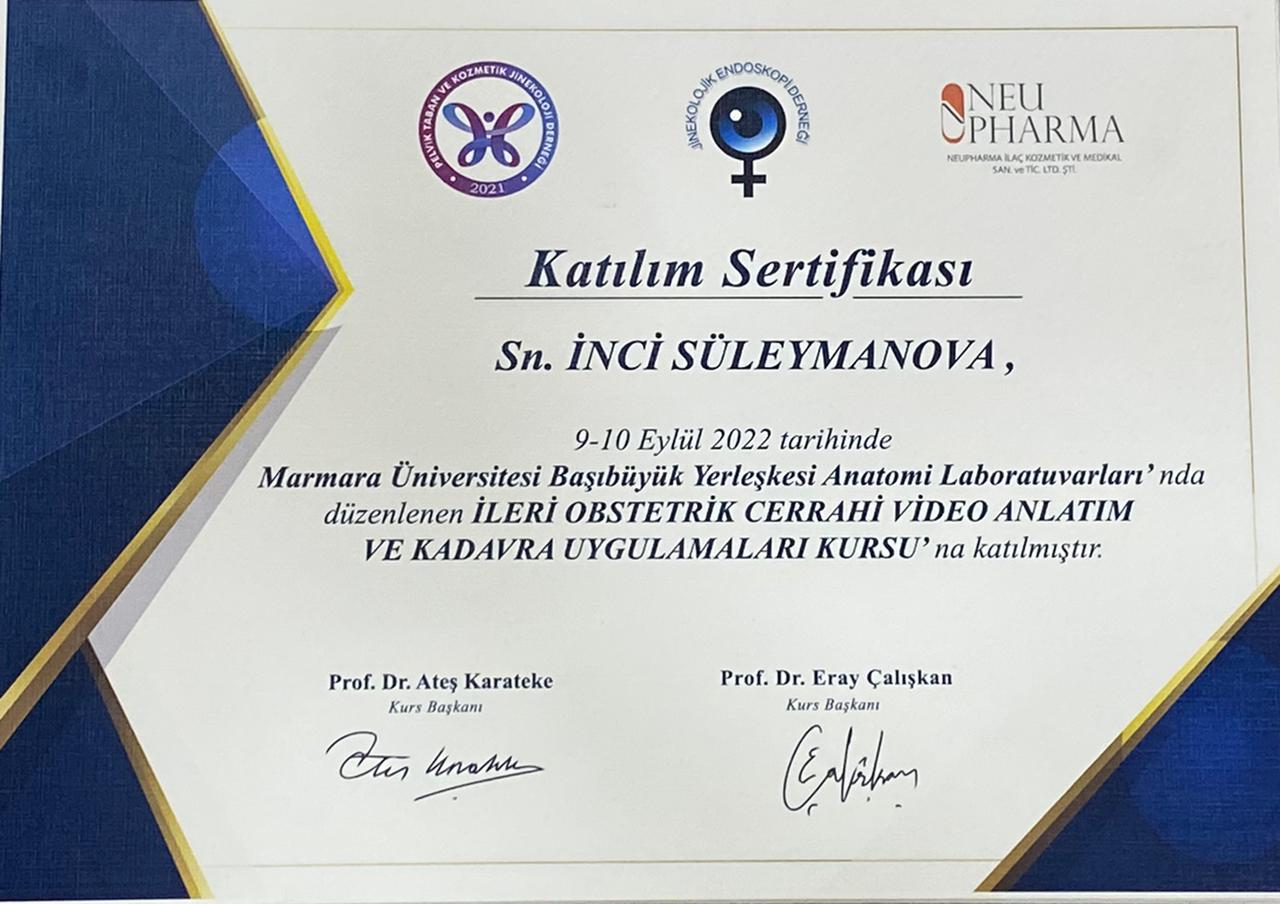 PELVİK TABAN VE KOZMETİK JİNEKOLOJİ DERNEĞİ
2021
JİNEKOLOJİK ENDOSKOPİ DERNEĞİ
NEU
PHARMA
NEUPHARMA İLAÇ KOZMETİK VE MEDİKAL
SAN. ve TİC. LTD. ŞTİ.
Katılım Sertifikası
Sn. İNCİ SÜLEYMANOVA ,
9-10 Eylül 2022 tarihinde
Marmara Üniversitesi Başıbüyük Yerleşkesi Anatomi Laboratuvarları’ nda
düzenlenen İLERİ OBSTETRİK CERRAHİ VİDEO ANLATIM
VE KADAVRA UYGULAMALARI KURSU’ na katılmıştır.
Prof. Dr. Ateş Karateke
Kurs Başkanı
Prof. Dr. Eray Çalışkan
Kurs Başkanı